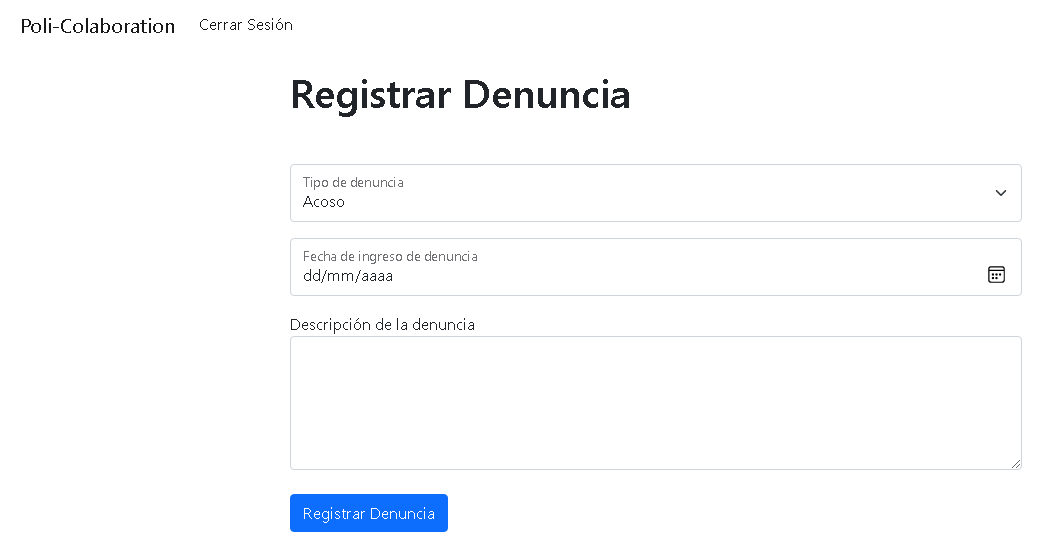 Poli-Colaboration Cerrar Sesión
Registrar Denuncia
Tipo de denuncia
Acoso
Fecha de ingreso de denuncia
dd/mm/aaaa
Descripción de la denuncia
Registrar Denuncia